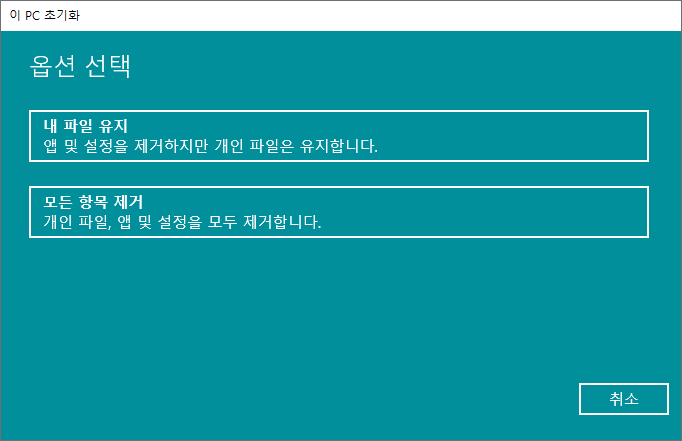 이 PC 초기화
옵션 선택
내 파일 유지
앱 및 설정을 제거하지만 개인 파일은 유지합니다.
모든 항목 제거
개인 파일, 앱 및 설정을 모두 제거합니다.
취소